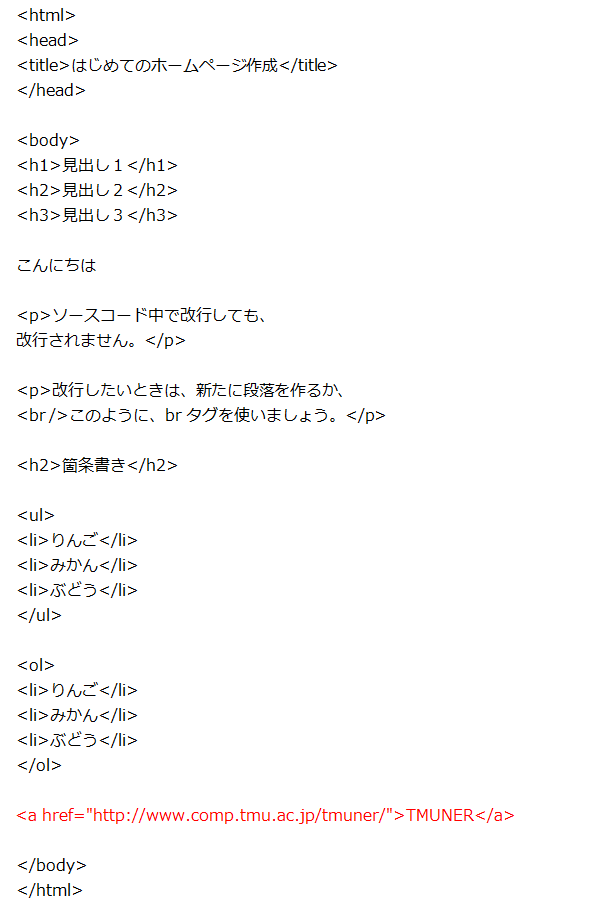 <html>
<head>
<title>はじめてのホームページ作成</title>
</head>
<body>
<h1>見出し１</h1>
<h2>見出し２</h2>
<h3>見出し３</h3>
こんにちは
<p>ソースコード中で改行しても、
改行されません。</p>
<p>改行したいときは、新たに段落を作るか、
<br />このように、br タグを使いましょう。</p>
<h2>箇条書き</h2>
<ul>
<li>りんご</li>
<li>みかん</li>
<li>ぶどう</li>
</ul>
<ol>
<li>りんご</li>
<li>みかん</li>
<li>ぶどう</li>
</ol>
<a href="http://www.comp.tmu.ac.jp/tmuner/">TMUNER</a>
</body>
</html>